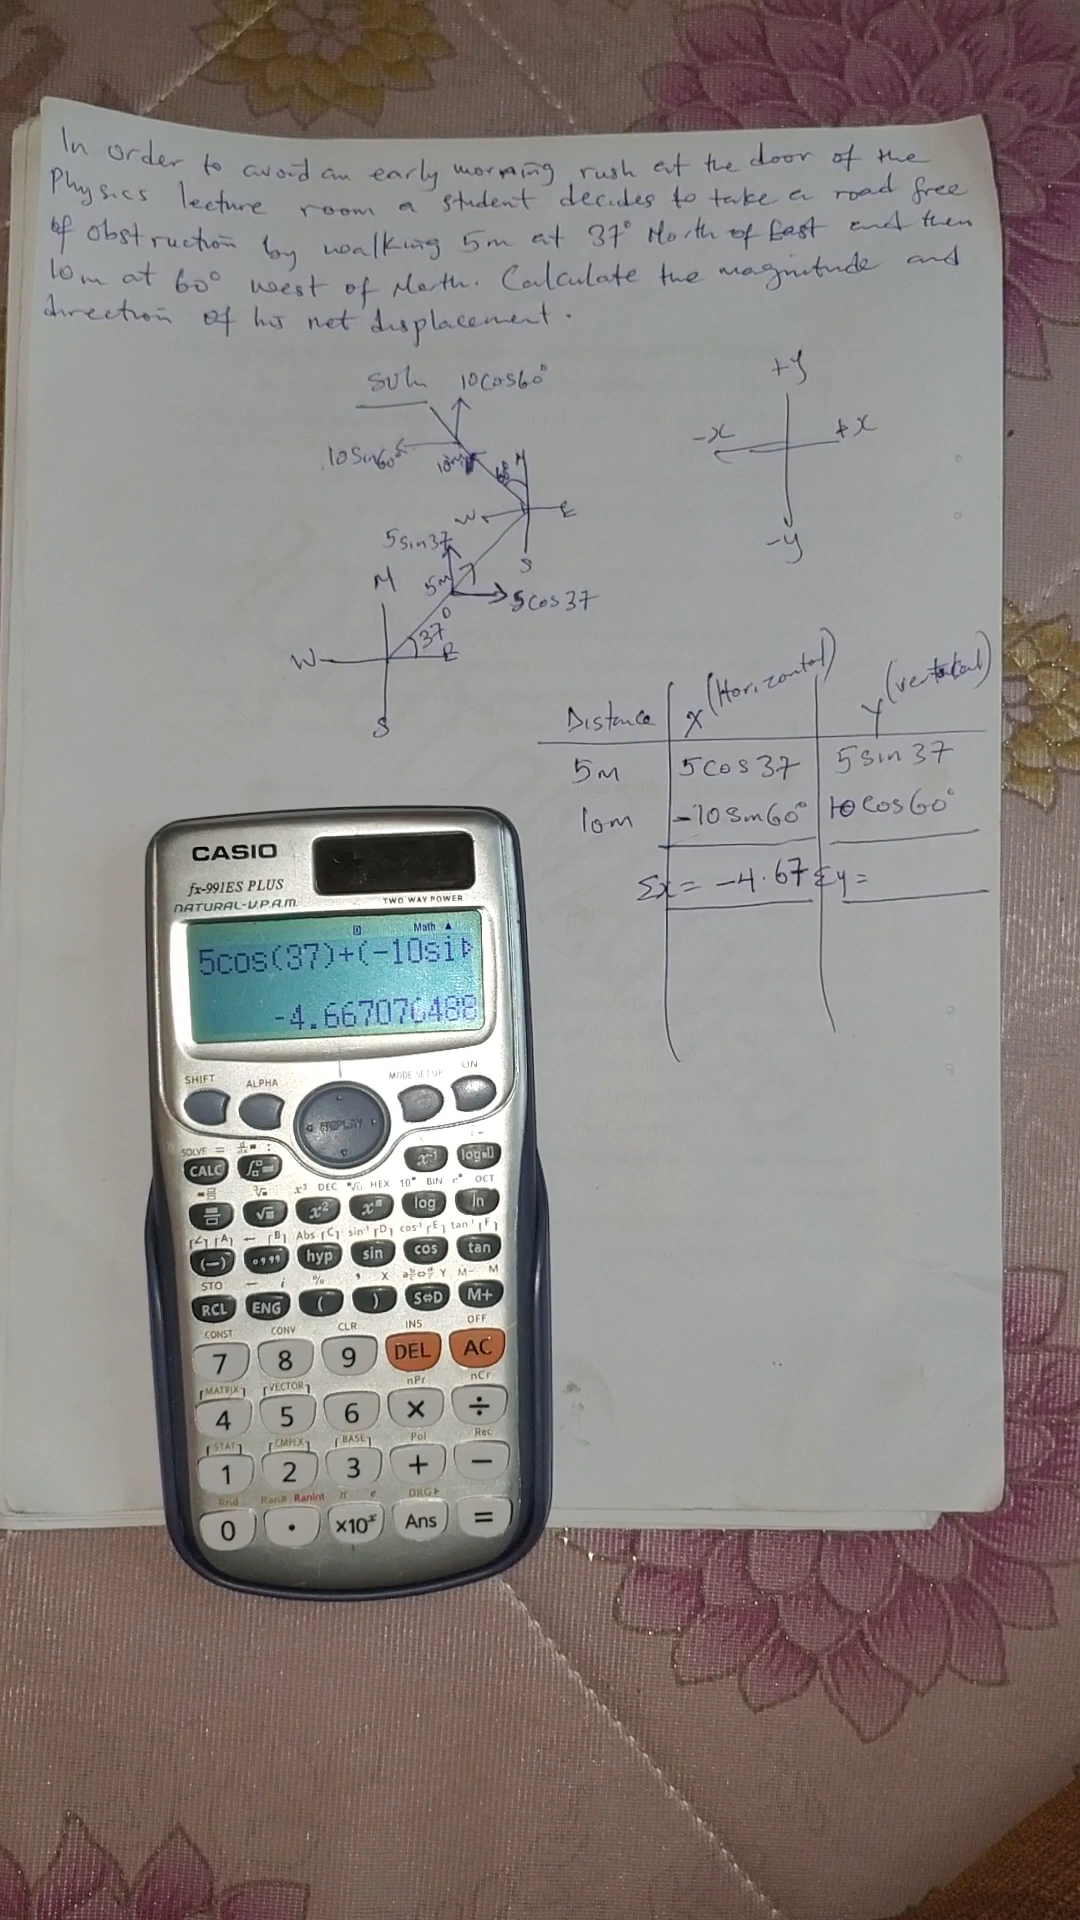 In order to avoid an early morning rush at the door of the
Physics lecture room a student decides to take a road free
of obstruction by walking 5m at 37° North of East and then
10m at 60° west of North. Calculate the magnitude and
direction of his net displacement.
Soln
10cos60°
10Sin60°
10m
60°
N
W
E
S
5sin37
5m
5cos37
37°
N
W
E
S
+y
-x
+x
-y
Distance x (Horizontal) y (vertical)
5m 5cos37 5sin37
10m -10sin60° 10cos60°
Σx = -4.67 Σy =
CASIO
fx-991ES PLUS
NATURAL-V.P.A.M.
TWO WAY POWER
D Math ▲
5cos(37)+(-10si
-4.667076488
SHIFT ALPHA MODE SETUP ON
REPLAY
SOLVE =
CALC x-1 log
x³ DEC HEX 10 BIN e OCT
x² log ln
A B Abs C sin-1 D cos-1 E tan-1 F
(−) hyp sin cos tan
STO i % , X Y M− M
RCL ENG ( ) S⇔D M+
CONST CONV CLR INS OFF
7 8 9 DEL AC
MATRIX VECTOR nPr nCr
4 5 6 × ÷
STAT CMPLX BASE Pol Rec
1 2 3 + −
Rnd Ran# RanInt π e DRG▶
0 . ×10x Ans =